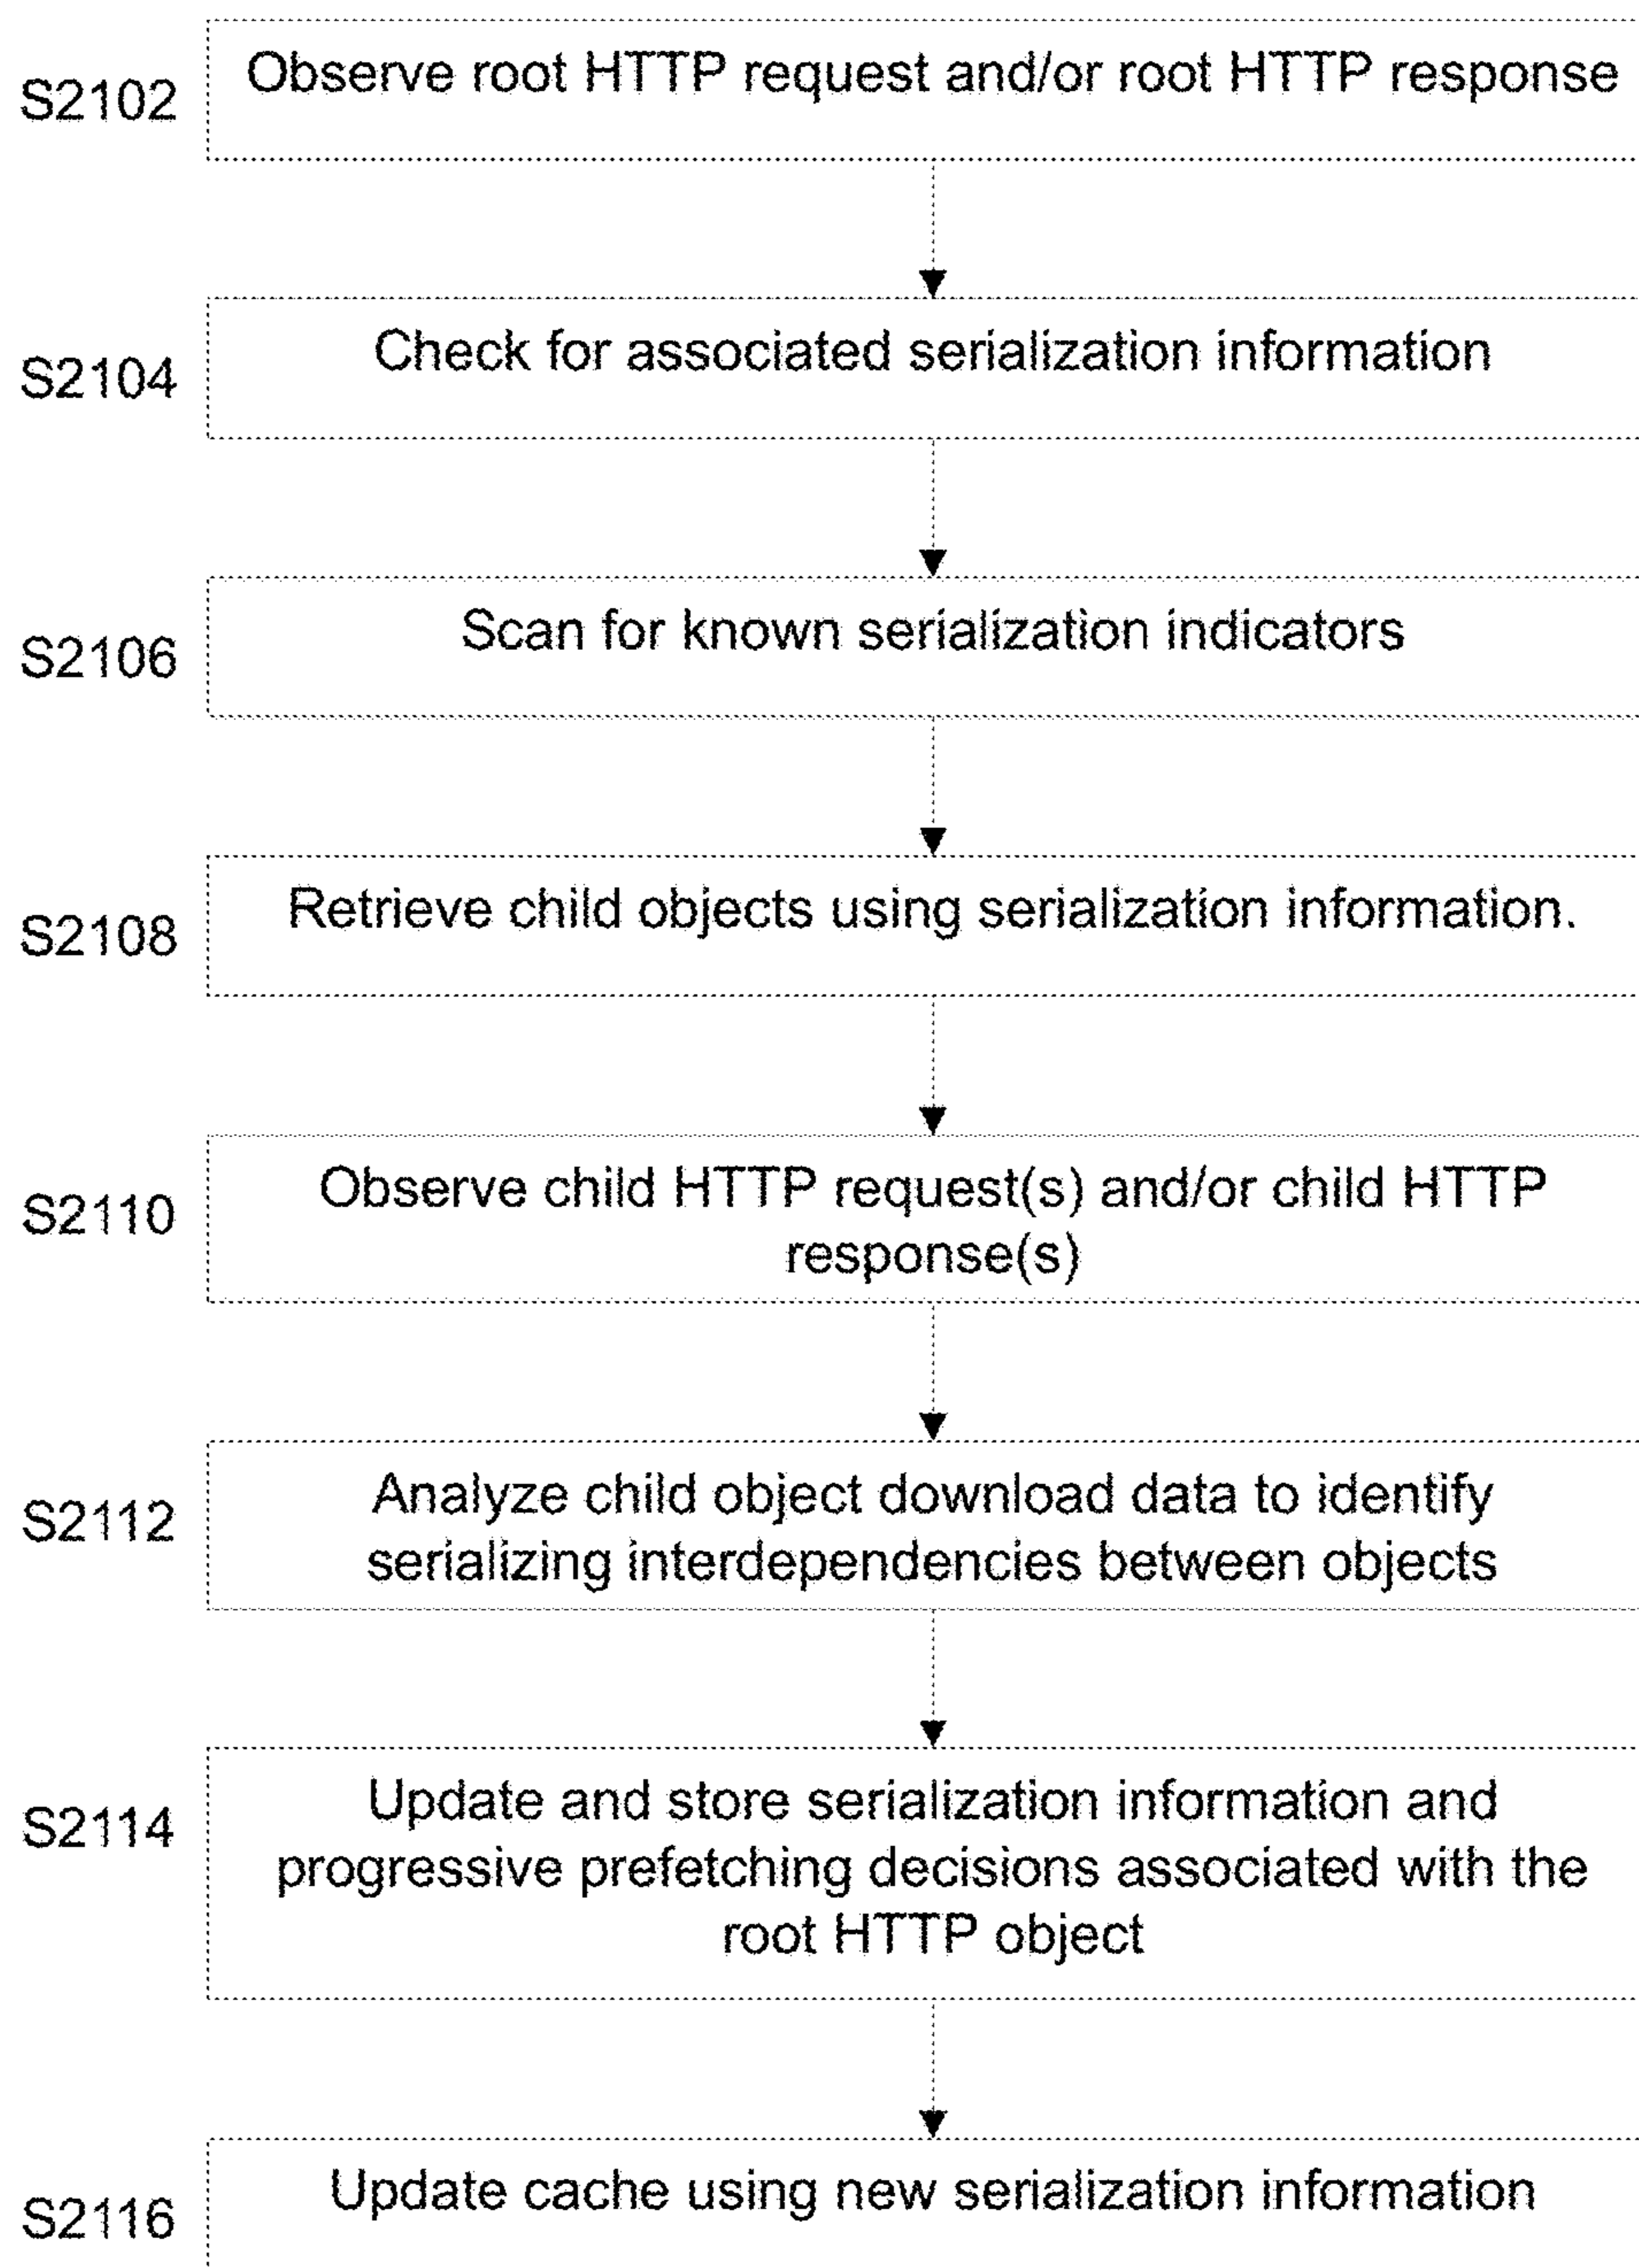 S2102
Observe root HTTP request and/or root HTTP response
S2104
Check for associated serialization information
S2106
Scan for known serialization indicators
S2108
Retrieve child objects using serialization information.
S2110
Observe child HTTP request(s) and/or child HTTP
response(s)
S2112
Analyze child object download data to identify
serializing interdependencies between objects
S2114
Update and store serialization information and
progressive prefetching decisions associated with the
root HTTP object
S2116
Update cache using new serialization information